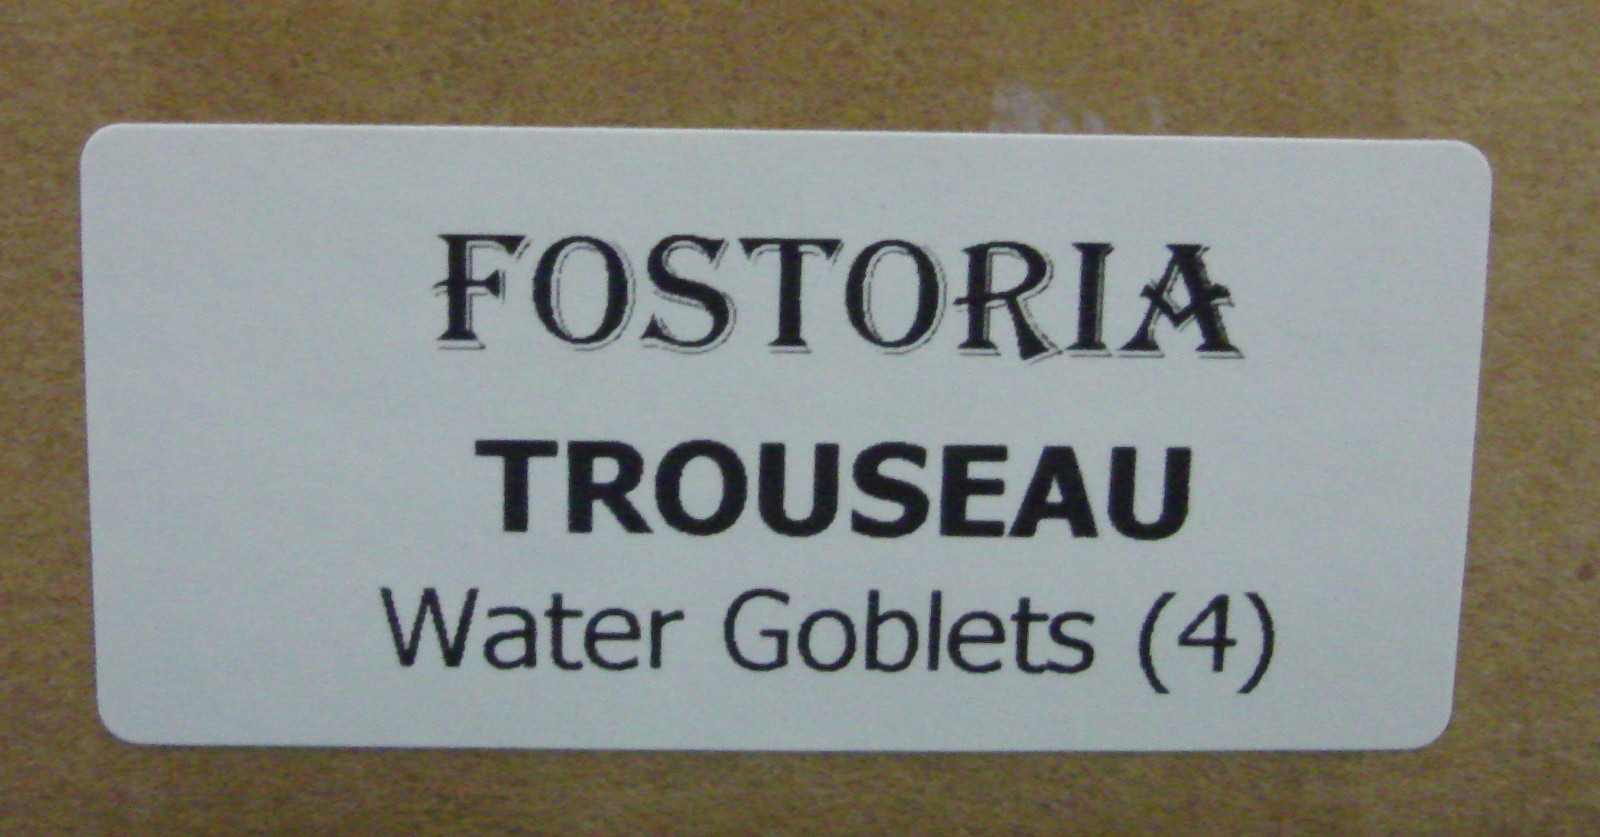 FOSTORIA
TROUSEAU
Water Goblets (4)